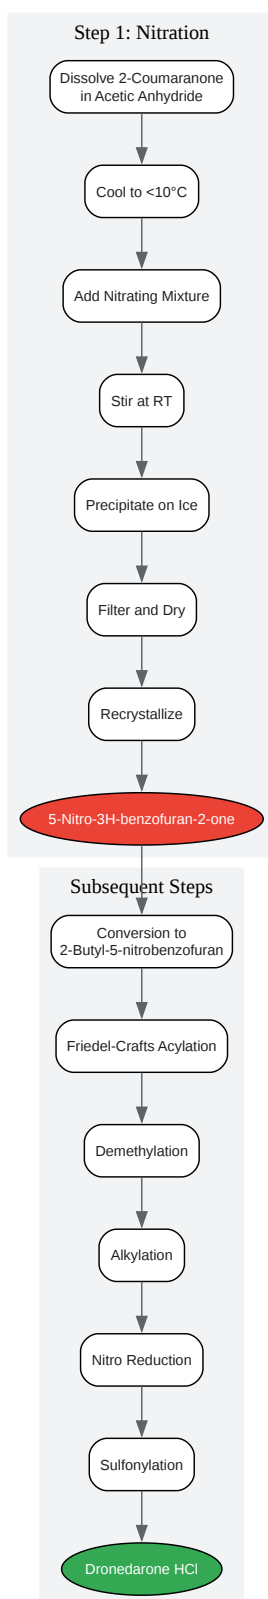 Step 1: Nitration
Dissolve 2-Coumaranone
in Acetic Anhydride
Cool to <10°C
Add Nitrating Mixture
Stir at RT
Precipitate on Ice
Filter and Dry
Recrystallize
5-Nitro-3H-benzofuran-2-one
Subsequent Steps
Conversion to
2-Butyl-5-nitrobenzofuran
Friedel-Crafts Acylation
Demethylation
Alkylation
Nitro Reduction
Sulfonylation
Dronedarone HCl